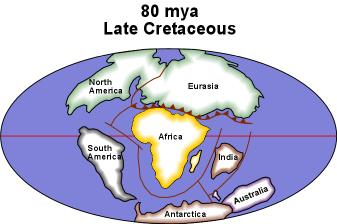 80 mya
Late Cretaceous
North
America
Eurasia
Africa
South
America
India
Australia
Antarctica